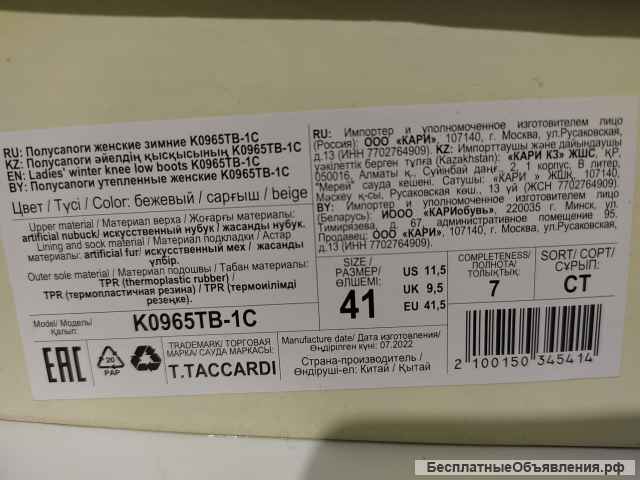 RU: Полусапоги женские зимние K0965TB-1C
KZ: Полусапоги әйелдің қысқысының K0965TB-1C
EN: Ladies' winter knee low boots K0965TB-1C
BY: Полусапоги утепленные женские K0965TB-1C
Цвет / Түсі / Color: бежевый / сарғыш / beige
Upper material / Материал верха / Жоғарғы материалы:
artificial nubuck/ искусственный нубук / жасанды нубук.
Lining and sock material / Материал подкладки / Астар
материалы: artificial fur/ искусственный мех / жасанды
үлпір.
Outer sole material / Материал подошвы / Табан материалы:
TPR (thermoplastic rubber) /
TPR (термопластичная резина) / TPR (термоиілімді
резеңке).
Model/ Модель/
Қалып:
K0965TB-1C
EAC
20
PAP
TRADEMARK/ ТОРГОВАЯ
МАРКА/ САУДА МАРКАСЫ:
T.TACCARDI
RU: Импортер и уполномоченное изготовителем лицо
(Россия): ООО «КАРИ», 107140, г. Москва, ул.Русаковская,
д.13 (ИНН 7702764909). KZ: Импорттаушы және дайындаушы
уәкілеттік берген тұлға (Kazakhstan): «КАРИ КЗ» ЖШС, ҚР,
050016, Алматы қ., Сүйінбай даңғ., 2, 1 корпус, В литер,
"Мерей" сауда кешені. Сатушы: «КАРИ» ЖШҚ, 107140,
Мәскеу қ-сы, Русаковская көш., 13 үй (ЖСН 7702764909).
BY: Импортер и уполномоченное изготовителем лицо
(Беларусь): ИООО «КАРИобувь», 220035 г. Минск, ул.
Тимирязева, д.67 административное помещение 95.
Продавец: ООО «КАРИ», 107140, г. Москва, ул.Русаковская,
д.13 (ИНН 7702764909)
SIZE /
РАЗМЕР/
ӨЛШЕМІ:
41
US 11,5
UK 9,5
EU 41,5
COMPLETENESS/
ПОЛНОТА/
ТОЛЫҚТЫҚ:
7
SORT/ СОРТ/
СҰРЫП:
СТ
Manufacture date/ Дата изготовления/
Өндірілген күні: 07.2022
Страна-производитель /
Өндіруші-ел: Китай / Қытай
2 100150 345414
БесплатныеОбъявления.рф